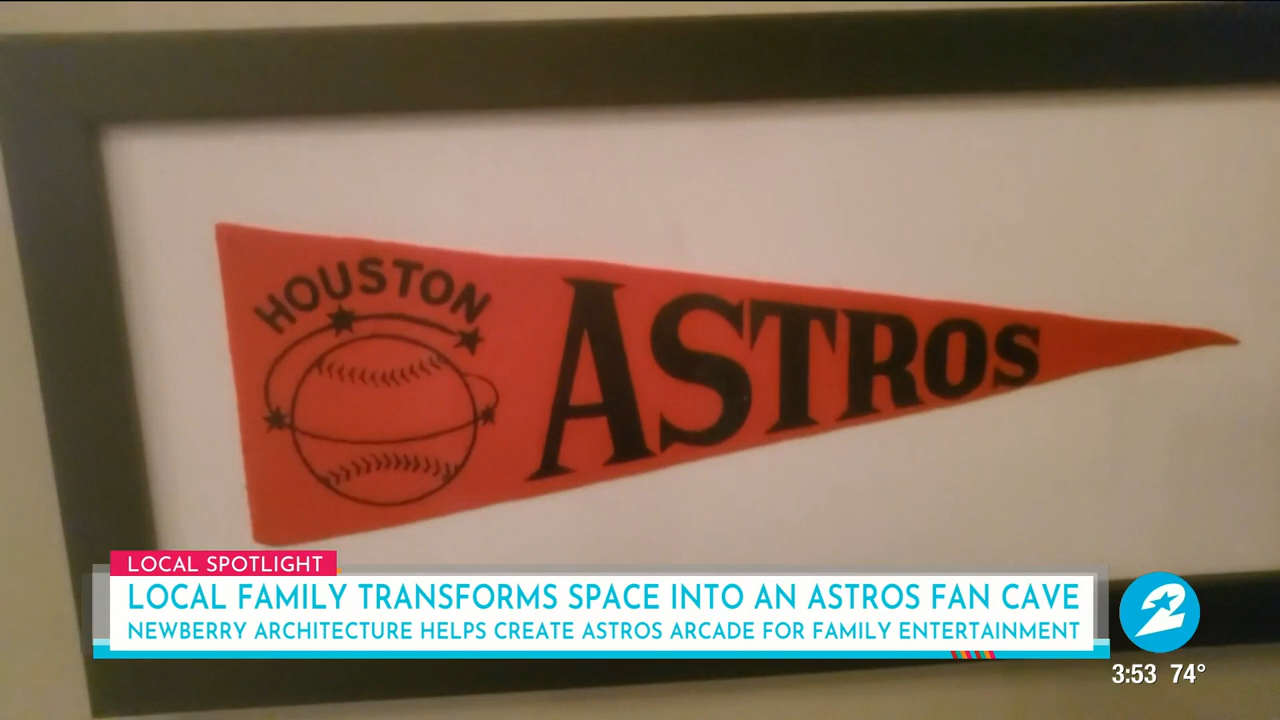 HOUSTON
ASTROS
LOCAL SPOTLIGHT
LOCAL FAMILY TRANSFORMS SPACE INTO AN ASTROS FAN CAVE
NEWBERRY ARCHITECTURE HELPS CREATE ASTROS ARCADE FOR FAMILY ENTERTAINMENT
2
3:53 74°